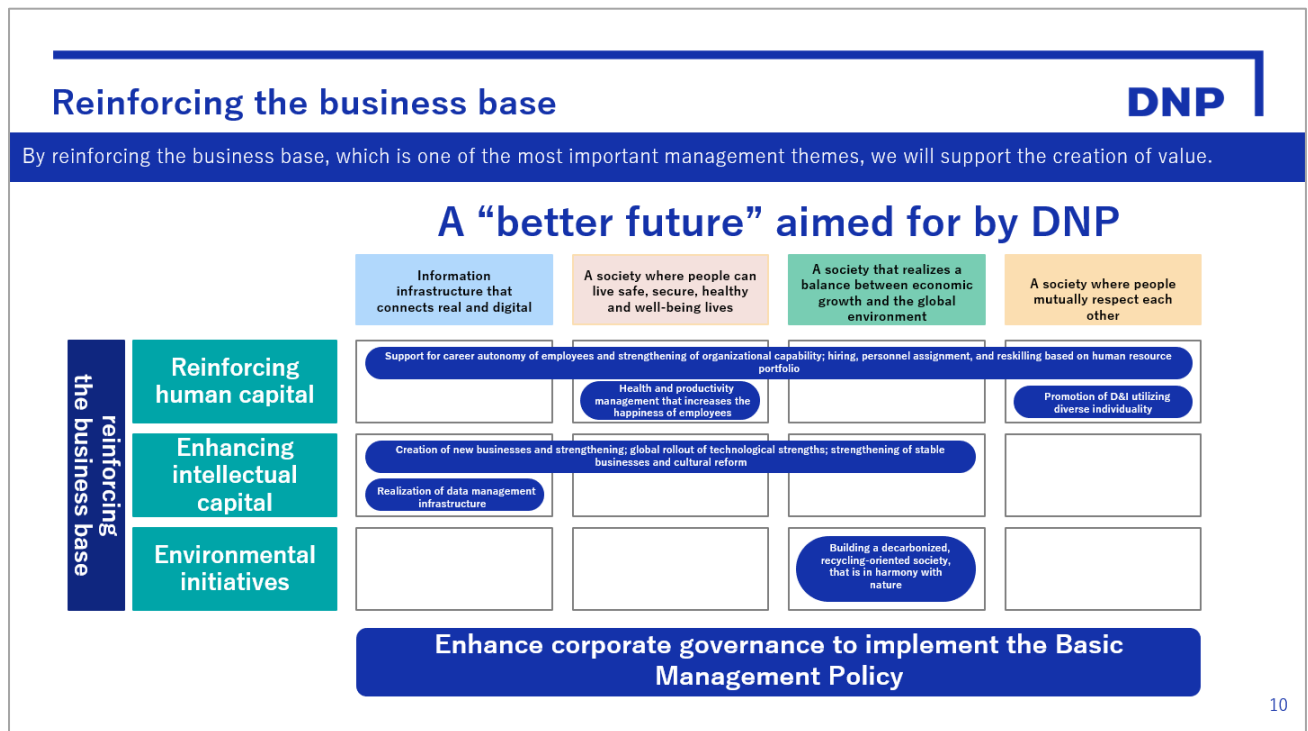 Reinforcing the business base
DNP
By reinforcing the business base, which is one of the most important management themes, we will support the creation of value.
A “better future” aimed for by DNP
Information
infrastructure that
connects real and digital
A society where people can
live safe, secure, healthy
and well-being lives
A society that realizes a
balance between economic
growth and the global
environment
A society where people
mutually respect each
other
reinforcing
the business base
Reinforcing
human capital
Support for career autonomy of employees and strengthening of organizational capability; hiring, personnel assignment, and reskilling based on human resource
portfolio
Health and productivity
management that increases the
happiness of employees
Promotion of D&I utilizing
diverse individuality
Enhancing
intellectual
capital
Creation of new businesses and strengthening; global rollout of technological strengths; strengthening of stable
businesses and cultural reform
Realization of data management
infrastructure
Environmental
initiatives
Building a decarbonized,
recycling-oriented society,
that is in harmony with
nature
Enhance corporate governance to implement the Basic
Management Policy
10